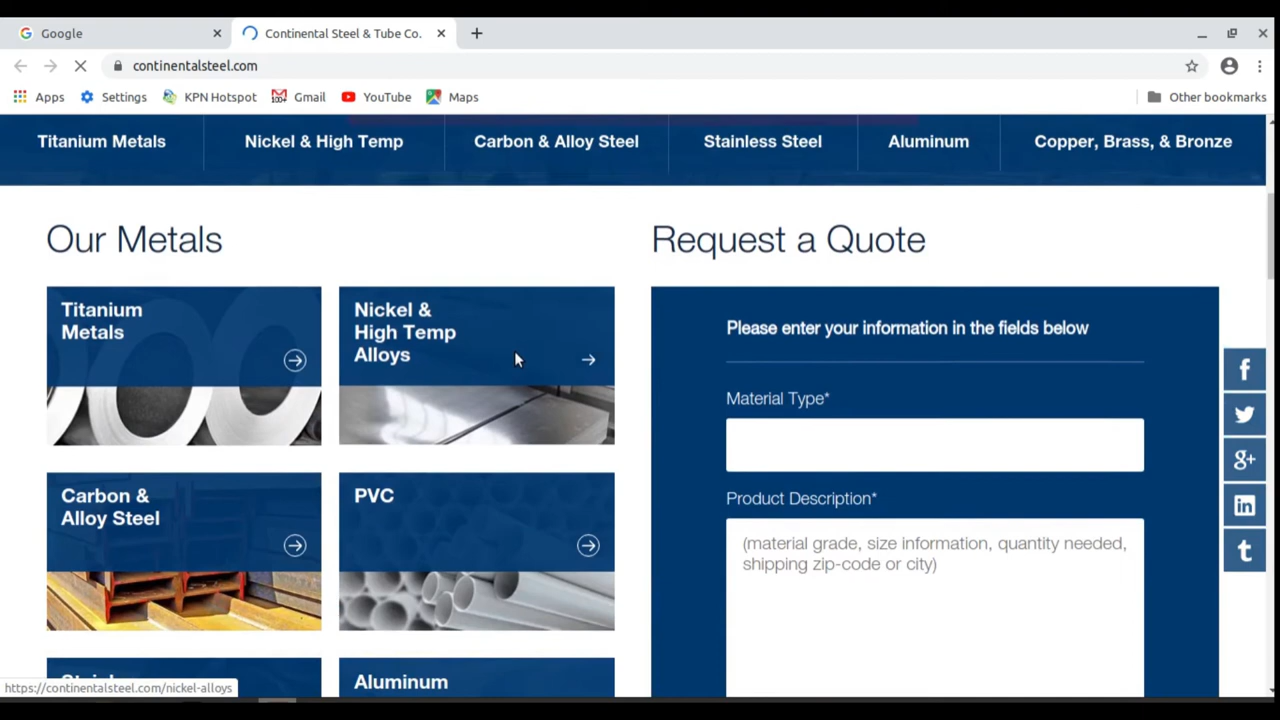 Google
Continental Steel & Tube Co.
continentalsteel.com
Apps Settings KPN Hotspot Gmail YouTube Maps Other bookmarks
Titanium Metals Nickel & High Temp Carbon & Alloy Steel Stainless Steel Aluminum Copper, Brass, & Bronze
Our Metals
Titanium
Metals
Nickel &
High Temp
Alloys
Carbon &
Alloy Steel
PVC
Aluminum
Request a Quote
Please enter your information in the fields below
Material Type*
Product Description*
(material grade, size information, quantity needed,
shipping zip-code or city)
https://continentalsteel.com/nickel-alloys